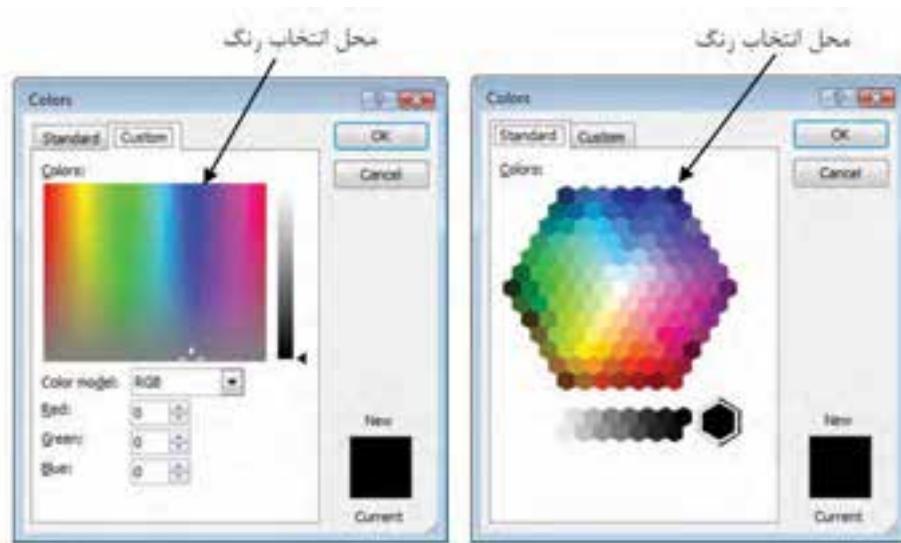 محل انتخاب رنگ
محل انتخاب رنگ
Colors
Standard Custom
OK
Cancel
Colors:
Color model: RGB
Red: 0
Green: 0
Blue: 0
New
Current
Colors
Standard Custom
OK
Cancel
Colors:
New
Current